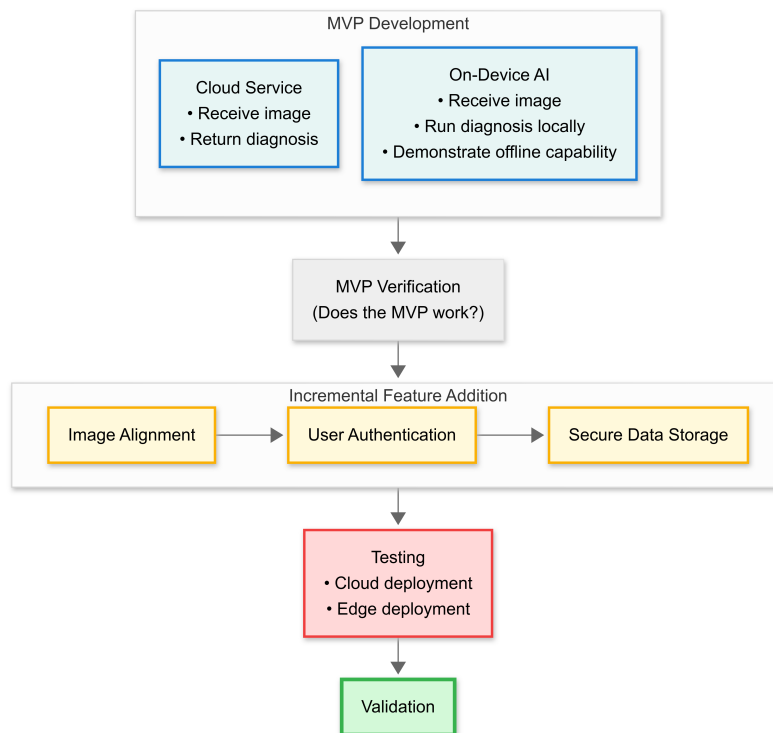 MVP Development
Cloud Service
• Receive image
• Return diagnosis
On-Device AI
• Receive image
• Run diagnosis locally
• Demonstrate offline capability
MVP Verification
(Does the MVP work?)
Incremental Feature Addition
Image Alignment
User Authentication
Secure Data Storage
Testing
• Cloud deployment
• Edge deployment
Validation